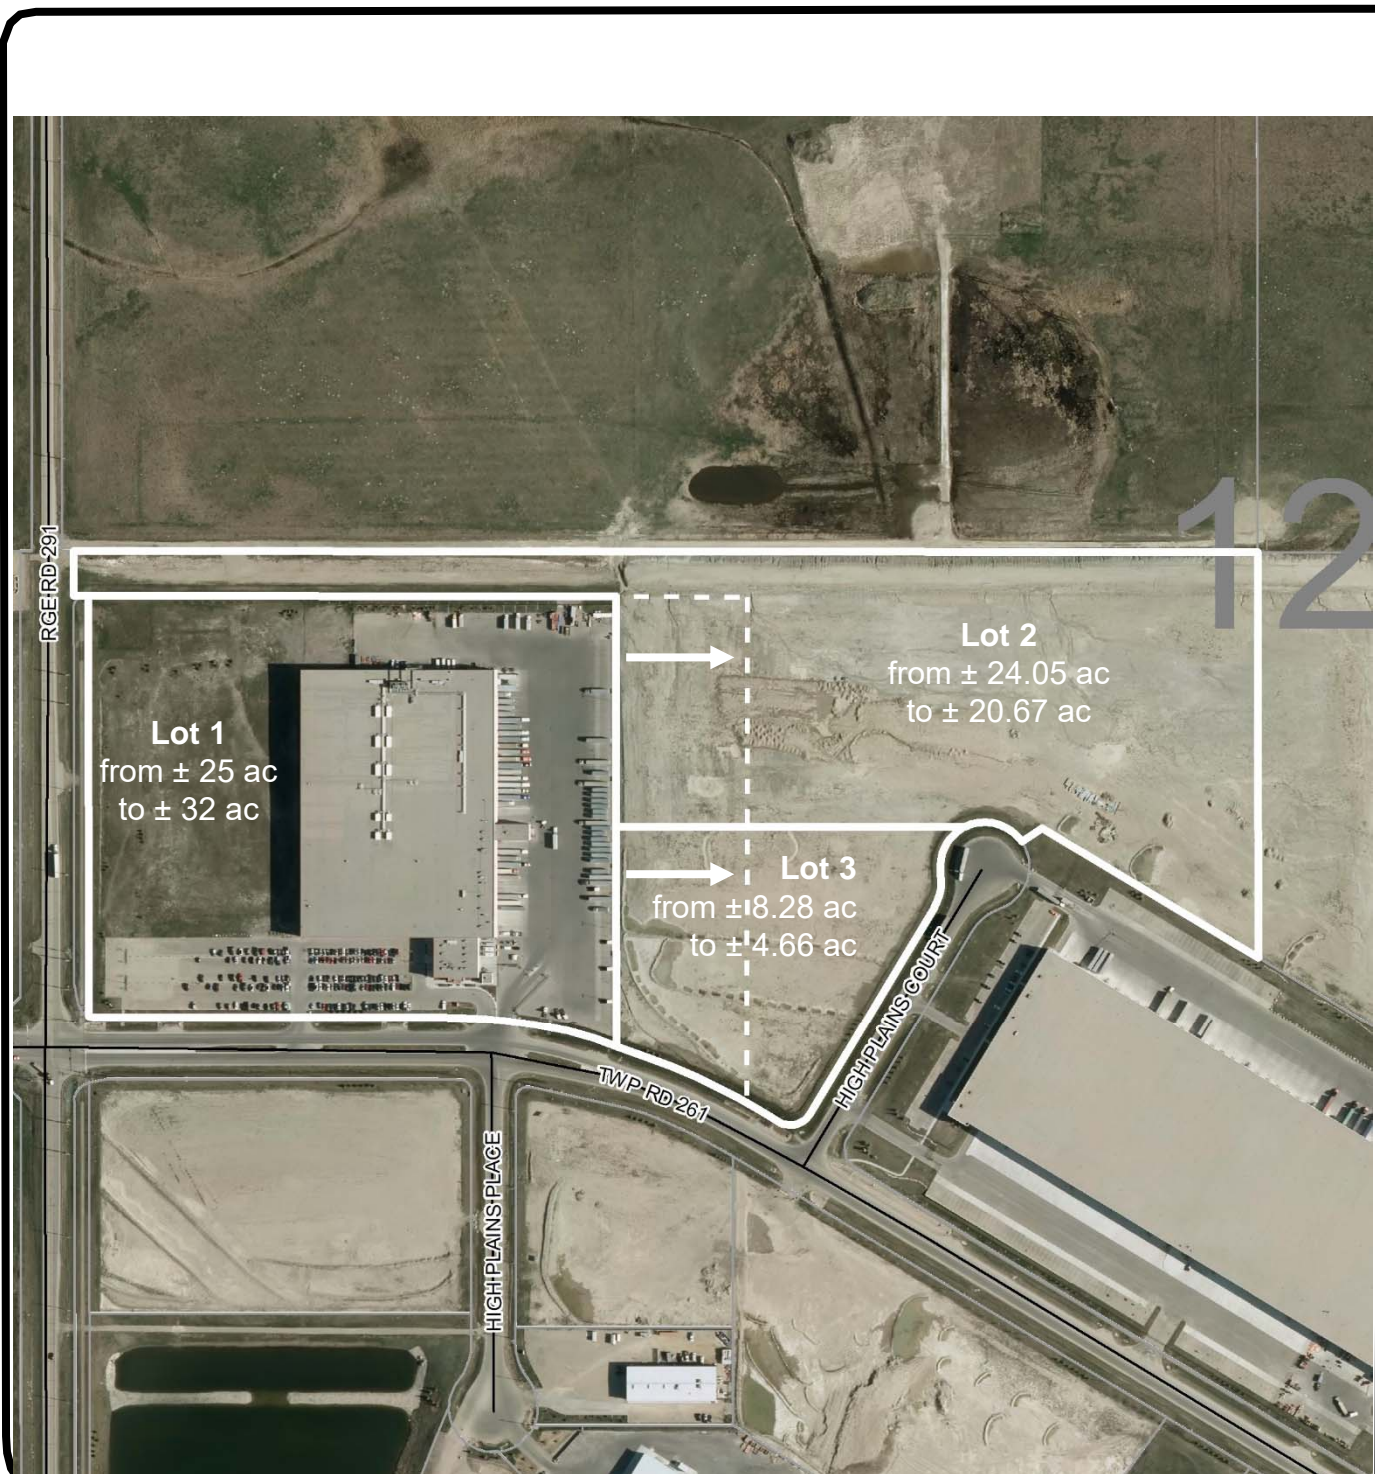 12
RGE RD 291
Lot 2
from ± 24.05 ac
to ± 20.67 ac
Lot 1
from ± 25 ac
to ± 32 ac
Lot 3
from ± 8.28 ac
to ± 4.66 ac
HIGH PLAINS COURT
TWP RD 261
HIGH PLAINS PLACE